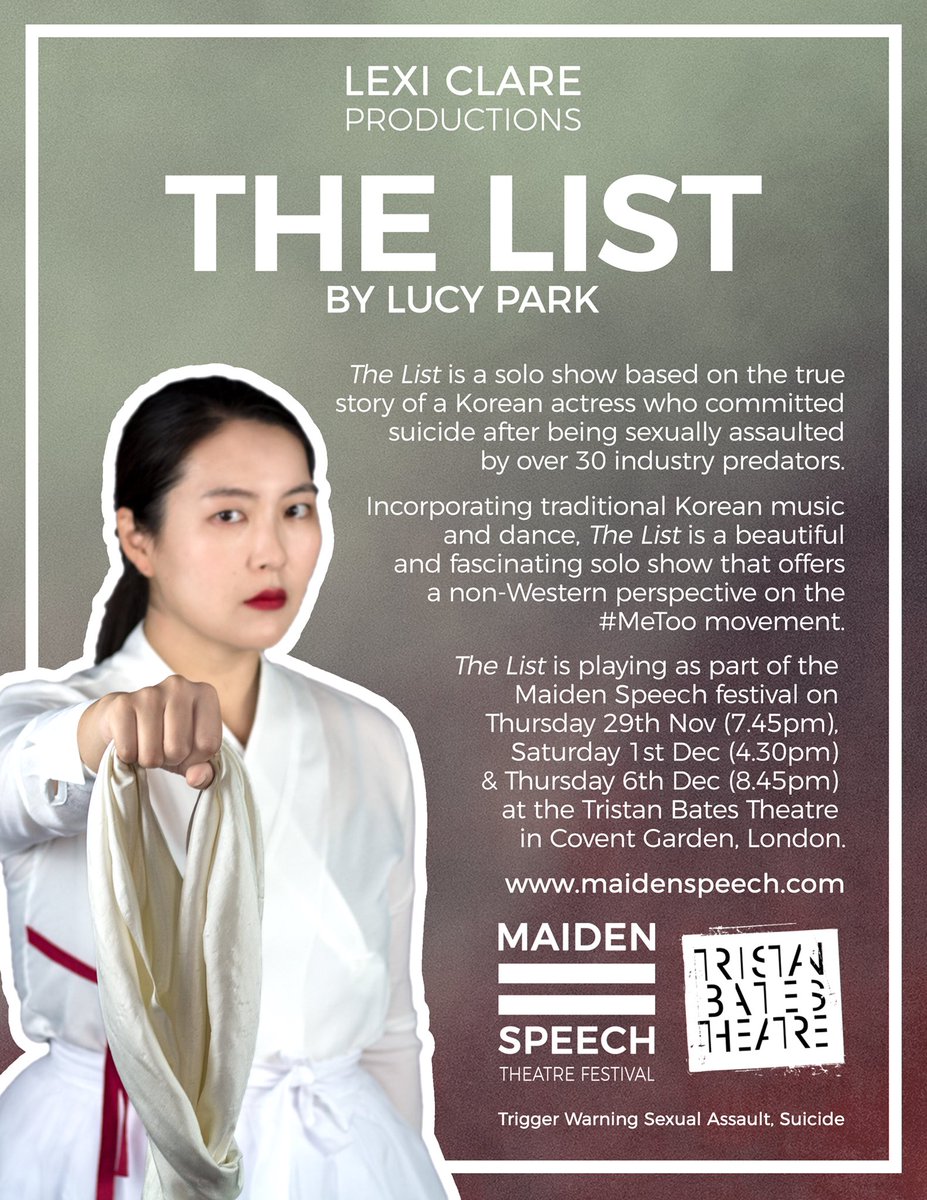 LEXI CLARE
PRODUCTIONS
THE LIST
BY LUCY PARK
The List is a solo show based on the true
story of a Korean actress who committed
suicide after being sexually assaulted
by over 30 industry predators.
Incorporating traditional Korean music
and dance, The List is a beautiful
and fascinating solo show that offers
a non-Western perspective on the
#MeToo movement.
The List is playing as part of the
Maiden Speech festival on
Thursday 29th Nov (7.45pm),
Saturday 1st Dec (4.30pm)
& Thursday 6th Dec (8.45pm)
at the Tristan Bates Theatre
in Covent Garden, London.
www.maidenspeech.com
MAIDEN
SPEECH
THEATRE FESTIVAL
TRISTAN
BATES
THEATRE
Trigger Warning Sexual Assault, Suicide